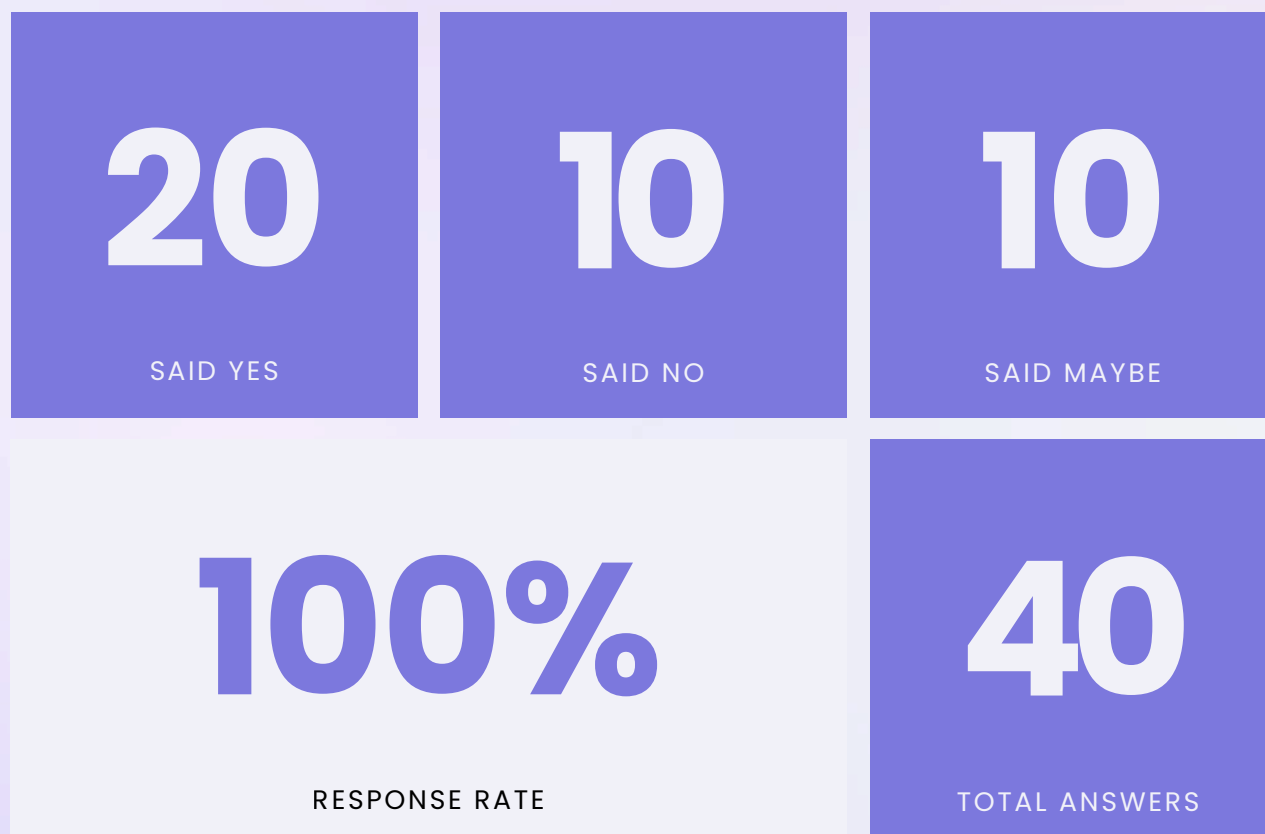 20
10
10
SAID YES
SAID NO
SAID MAYBE
100%
40
RESPONSE RATE
TOTAL ANSWERS